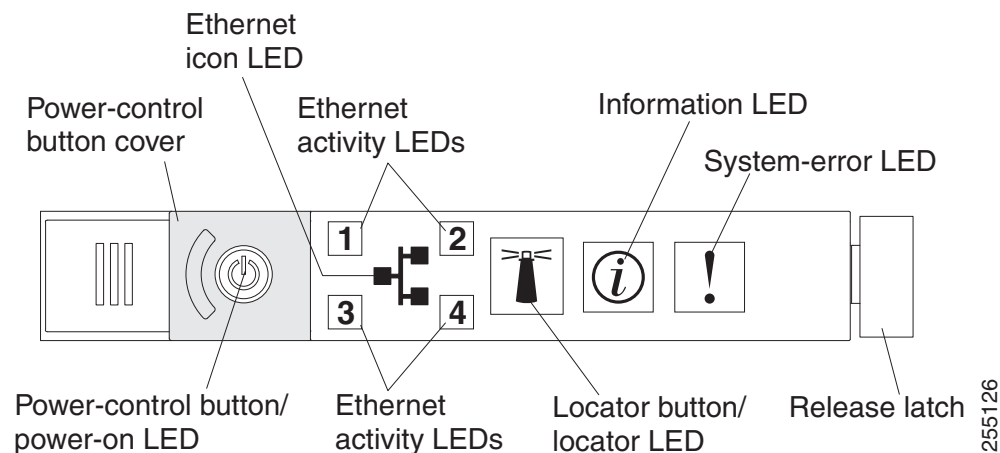 Ethernet
icon LED
Power-control
button cover
Ethernet
activity LEDs
Information LED
System-error LED
1
2
3
4
i
!
Power-control button/
power-on LED
Ethernet
activity LEDs
Locator button/
locator LED
Release latch
255126